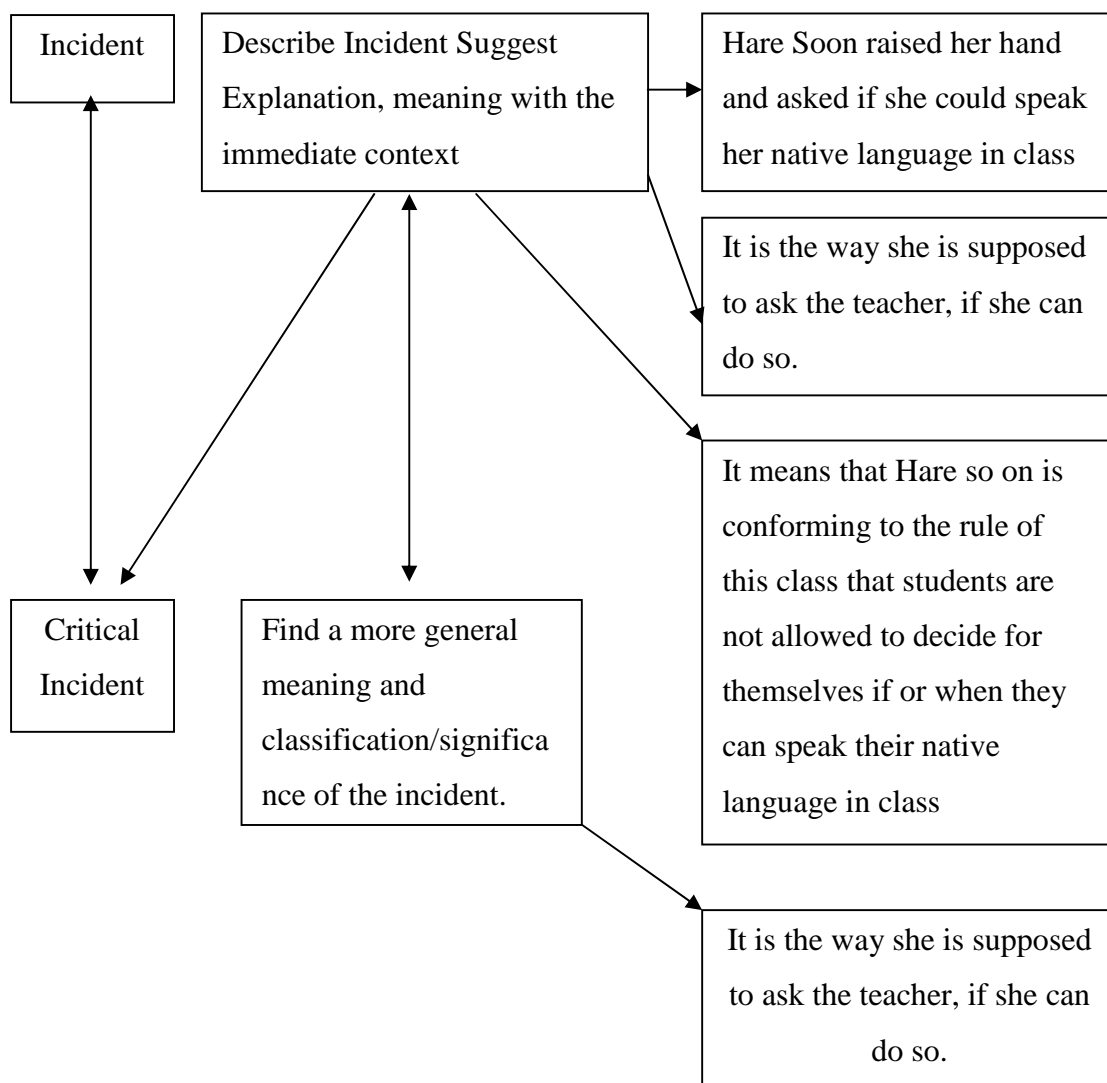 Incident
Describe Incident Suggest
Explanation, meaning with the
immediate context
Hare Soon raised her hand
and asked if she could speak
her native language in class
It is the way she is supposed
to ask the teacher, if she can
do so.
It means that Hare so on is
conforming to the rule of
this class that students are
not allowed to decide for
themselves if or when they
can speak their native
language in class
Critical
Incident
Find a more general
meaning and
classification/significa
nce of the incident.
It is the way she is supposed
to ask the teacher, if she can
do so.